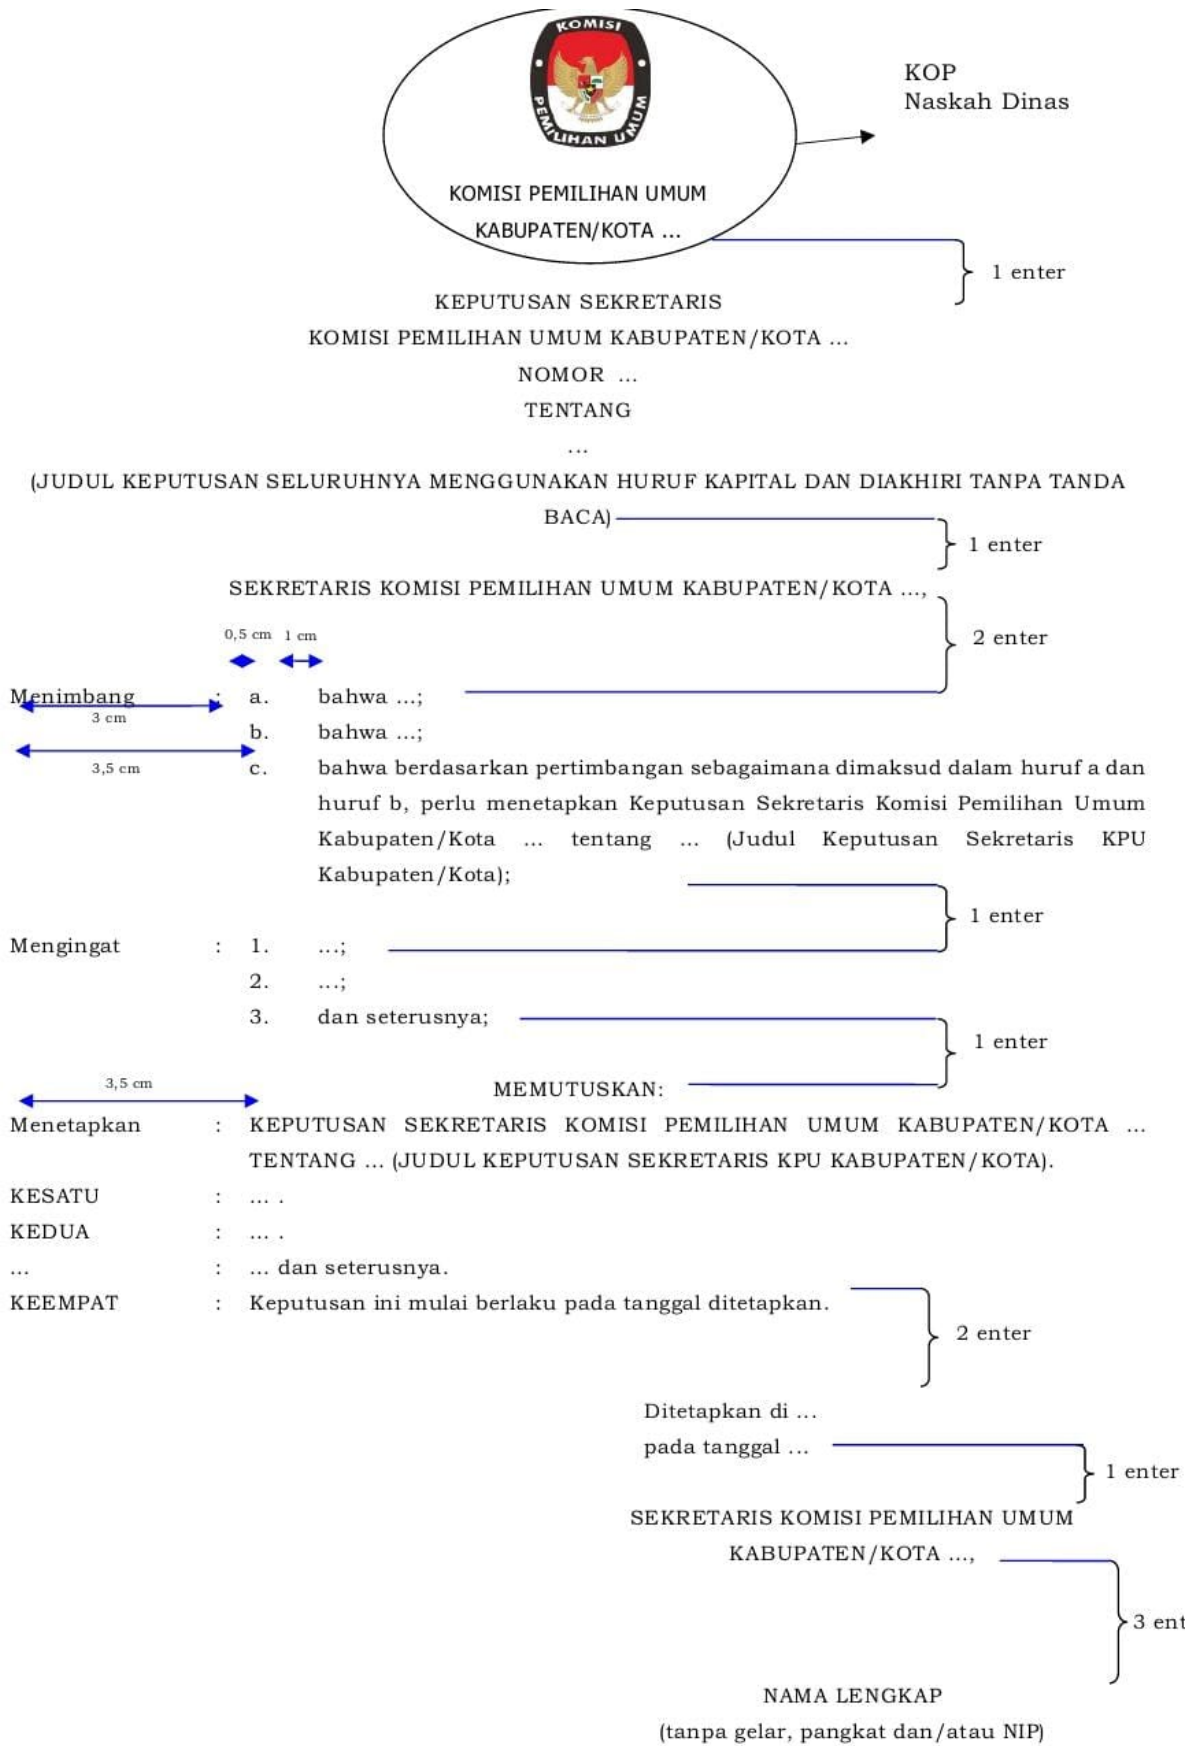 KOMISI
PEMILIHAN UMUM
KOP
Naskah Dinas
KOMISI PEMILIHAN UMUM
KABUPATEN/KOTA ...
1 enter
KEPUTUSAN SEKRETARIS
KOMISI PEMILIHAN UMUM KABUPATEN/KOTA ...
NOMOR ...
TENTANG
...
(JUDUL KEPUTUSAN SELURUHNYA MENGGUNAKAN HURUF KAPITAL DAN DIAKHIRI TANPA TANDA
BACA)
1 enter
SEKRETARIS KOMISI PEMILIHAN UMUM KABUPATEN/KOTA ...,
0,5 cm 1 cm
2 enter
Menimbang : a. bahwa ...;
3 cm
b. bahwa ...;
3,5 cm
c. bahwa berdasarkan pertimbangan sebagaimana dimaksud dalam huruf a dan
huruf b, perlu menetapkan Keputusan Sekretaris Komisi Pemilihan Umum
Kabupaten/Kota ... tentang ... (Judul Keputusan Sekretaris KPU
Kabupaten/Kota);
1 enter
Mengingat : 1. ...;
2. ...;
3. dan seterusnya;
1 enter
3,5 cm
MEMUTUSKAN:
Menetapkan : KEPUTUSAN SEKRETARIS KOMISI PEMILIHAN UMUM KABUPATEN/KOTA ...
TENTANG ... (JUDUL KEPUTUSAN SEKRETARIS KPU KABUPATEN/KOTA).
KESATU : ... .
KEDUA : ... .
... : ... dan seterusnya.
KEEMPAT : Keputusan ini mulai berlaku pada tanggal ditetapkan.
2 enter
Ditetapkan di ...
pada tanggal ...
1 enter
SEKRETARIS KOMISI PEMILIHAN UMUM
KABUPATEN/KOTA ...,
3 ent
NAMA LENGKAP
(tanpa gelar, pangkat dan/atau NIP)